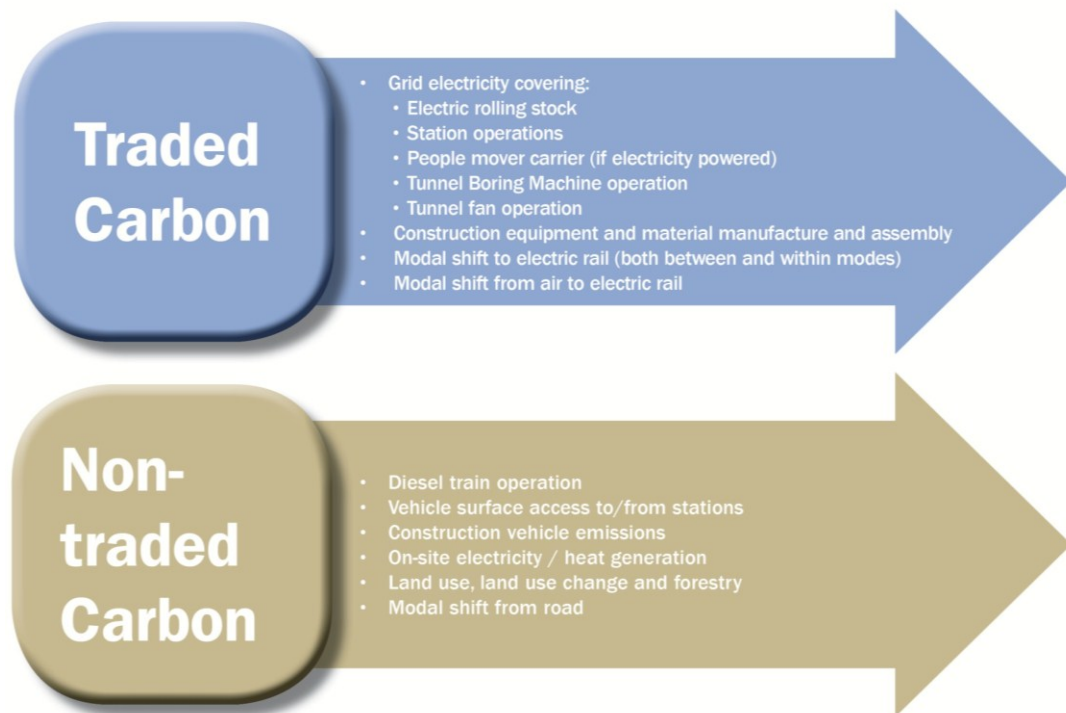 Traded
Carbon
• Grid electricity covering:
• Electric rolling stock
• Station operations
• People mover carrier (if electricity powered)
• Tunnel Boring Machine operation
• Tunnel fan operation
• Construction equipment and material manufacture and assembly
• Modal shift to electric rail (both between and within modes)
• Modal shift from air to electric rail
Non-
traded
Carbon
• Diesel train operation
• Vehicle surface access to/from stations
• Construction vehicle emissions
• On-site electricity / heat generation
• Land use, land use change and forestry
• Modal shift from road